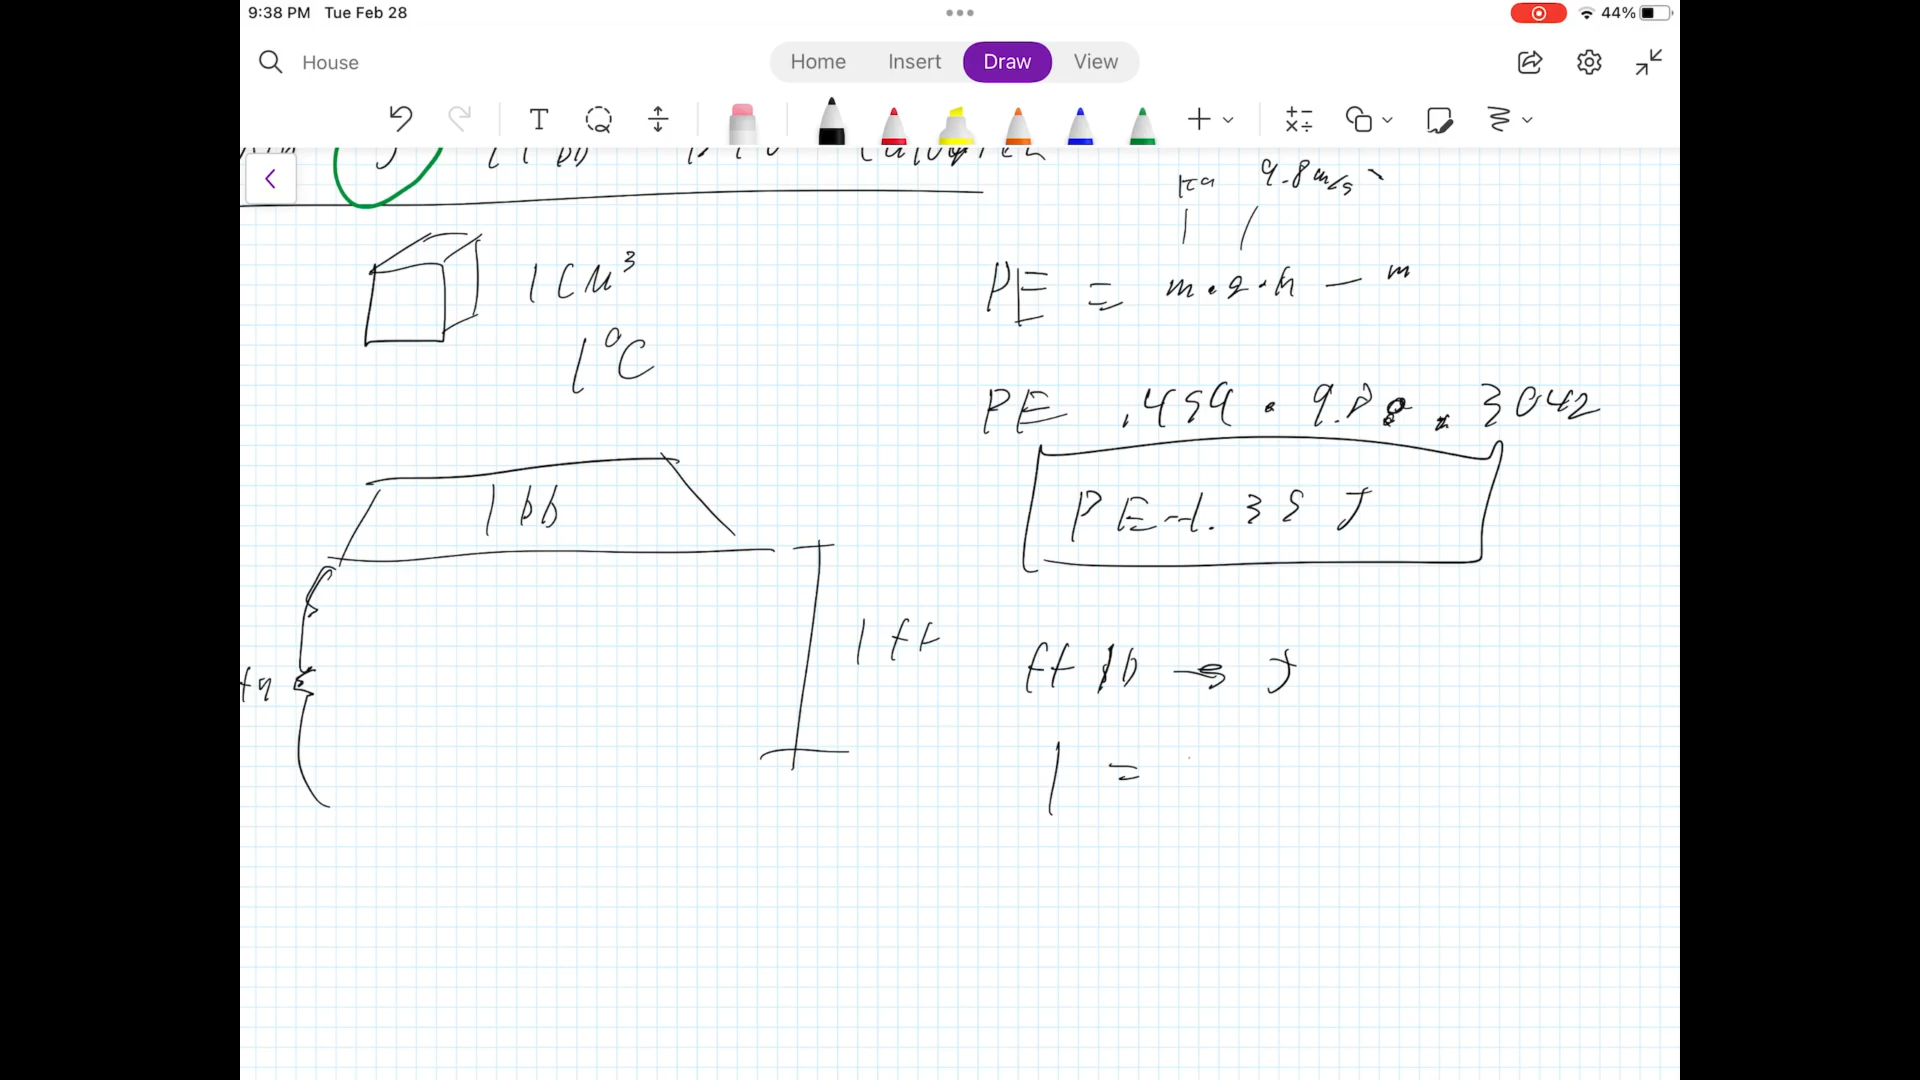 9:38 PM Tue Feb 28
44%
House
Home Insert Draw View
9.8 m/s
1 cm³
PE = m·g·h — m
1°C
PE .454 · 9.8 . 3042
1 lb
PE = 1.38 J
1 ft
ft lb → J
1 =